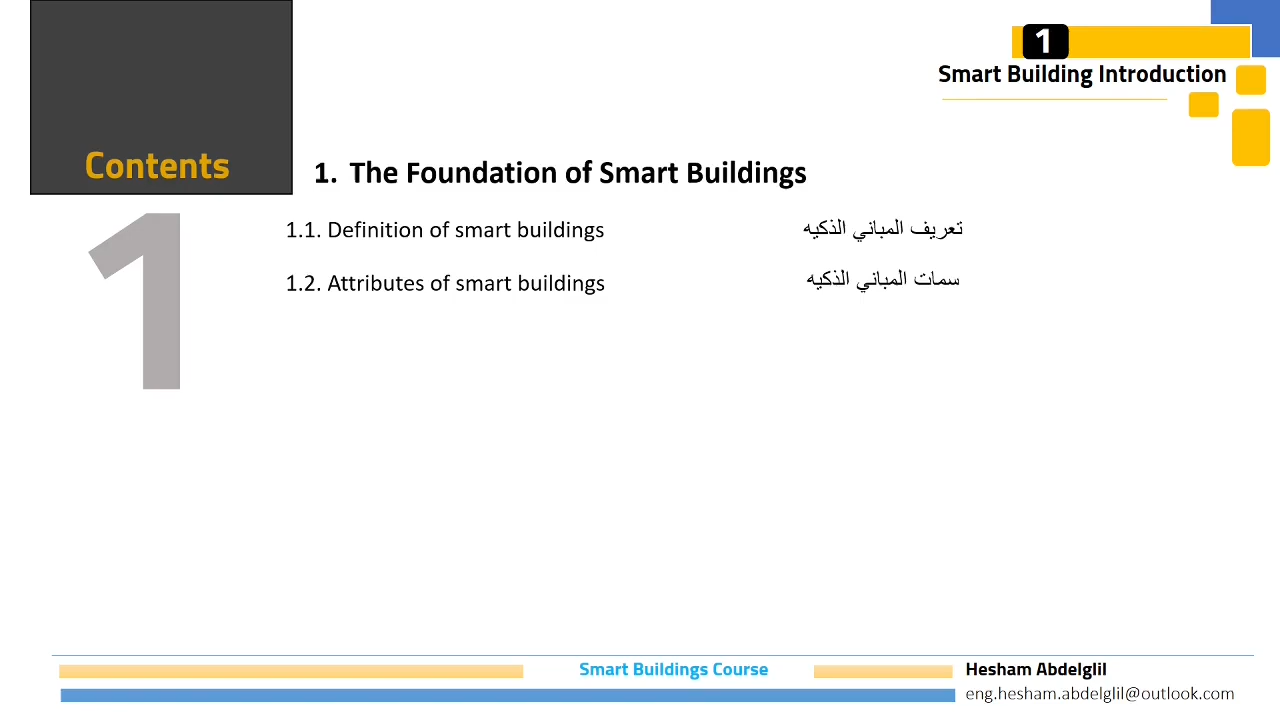 1
Smart Building Introduction
Contents
1
1. The Foundation of Smart Buildings
1.1. Definition of smart buildings
تعريف المباني الذكيه
1.2. Attributes of smart buildings
سمات المباني الذكيه
Smart Buildings Course
Hesham Abdelglil
eng.hesham.abdelglil@outlook.com